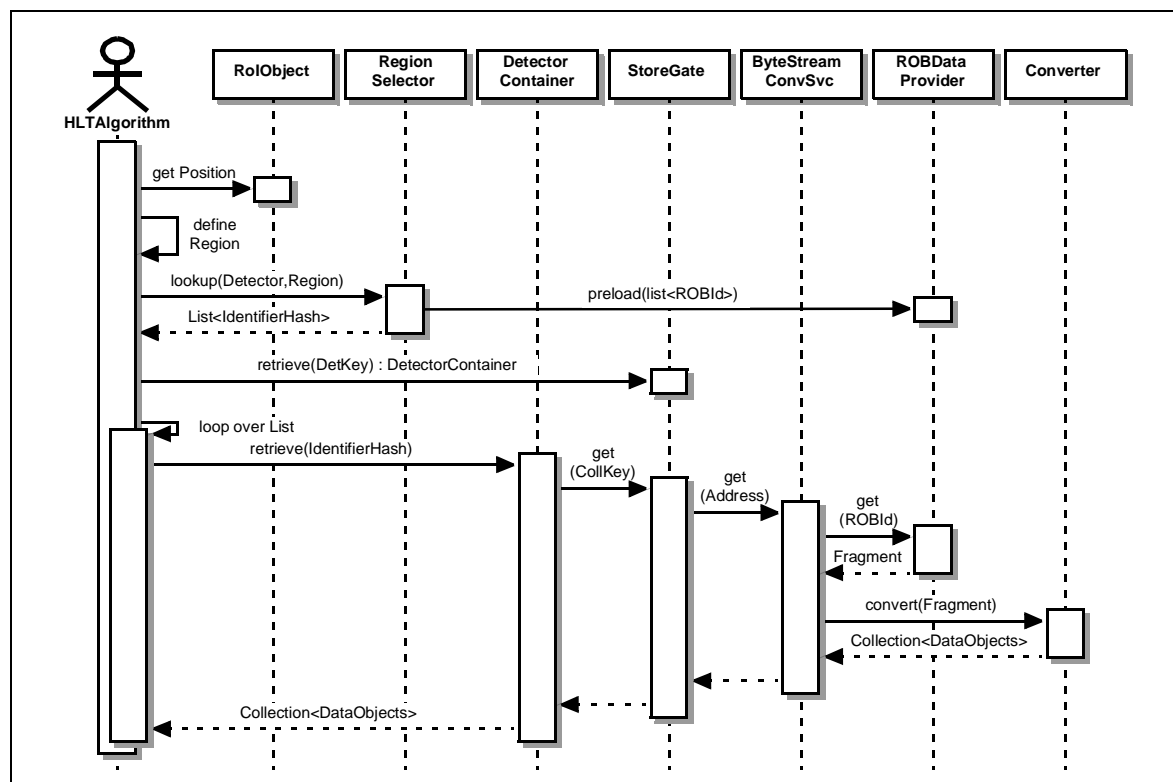 RoIObject
Region
Selector
Detector
Container
StoreGate
ByteStream
ConvSvc
ROBData
Provider
Converter
HLTAlgorithm
get Position
define
Region
lookup(Detector,Region)
preload(list<ROBId>)
List<IdentifierHash>
retrieve(DetKey) : DetectorContainer
loop over List
retrieve(IdentifierHash)
get
(CollKey)
get
(Address)
get
(ROBId)
Fragment
convert(Fragment)
Collection<DataObjects>
Collection<DataObjects>